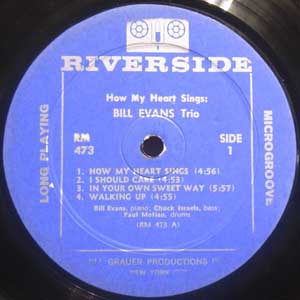 RIVERSIDE
How My Heart Sings:
BILL EVANS Trio
RM
473
SIDE
1
LONG PLAYING
MICROGROOVE
1. HOW MY HEART SINGS (4:56)
2. I SHOULD CARE (4:53)
3. IN YOUR OWN SWEET WAY (5:57)
4. WALKING UP (4:55)
Bill Evans, piano; Chuck Israels, bass;
Paul Motian, drums
(RM 473 A)
GRAUER PRODUCTIONS
NEW YORK